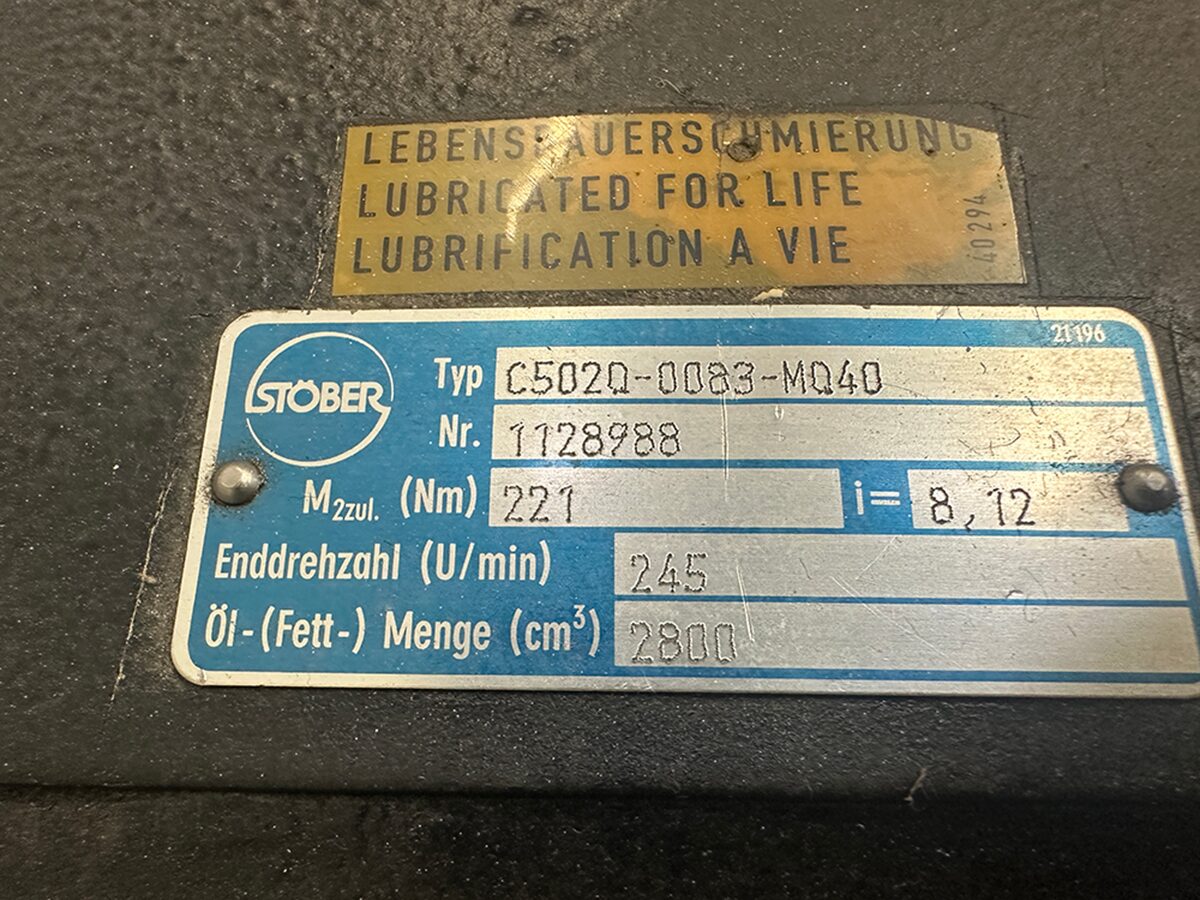 LEBENSDAUERSCHMIERUNG
LUBRICATED FOR LIFE
LUBRIFICATION A VIE
40294
21196
STÖBER
Typ C502Q-0083-MQ40
Nr. 1128988
M2zul. (Nm) 221 i= 8,12
Enddrehzahl (U/min) 245
Öl-(Fett-) Menge (cm³) 2800